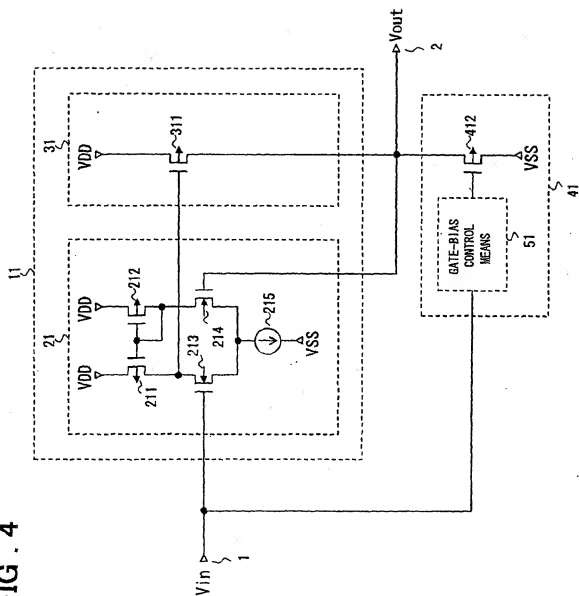 FIG. 4
11
21
VDD
VDD
211
212
213
214
215
VSS
31
VDD
311
Vin
1
Vout
2
GATE-BIAS
CONTROL
MEANS
51
412
VSS
41